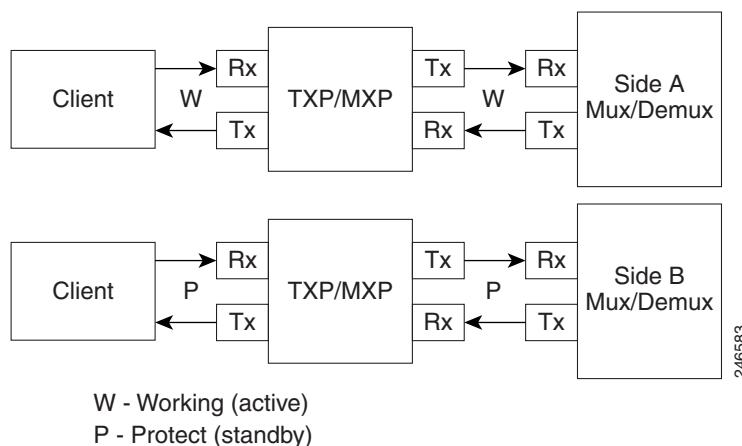 Client
W
Rx
Tx
TXP/MXP
Tx
Rx
W
Rx
Tx
Side A
Mux/Demux
Client
P
Rx
Tx
TXP/MXP
Tx
Rx
P
Rx
Tx
Side B
Mux/Demux
246583
W - Working (active)
P - Protect (standby)